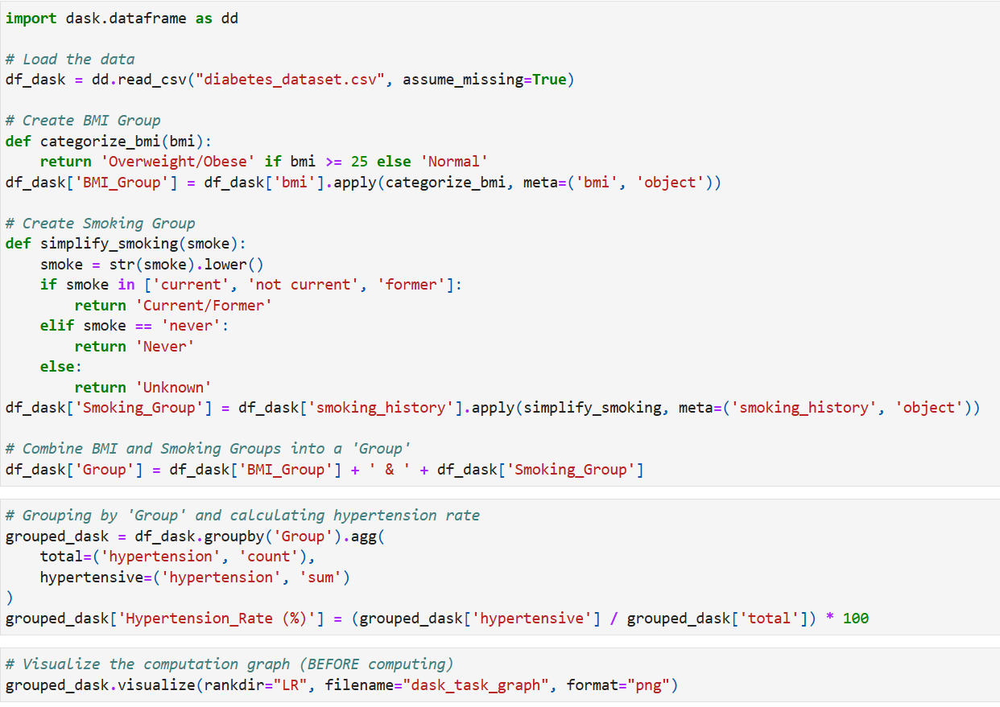 import dask.dataframe as dd
# Load the data
df_dask = dd.read_csv("diabetes_dataset.csv", assume_missing=True)
# Create BMI Group
def categorize_bmi(bmi):
    return 'Overweight/Obese' if bmi >= 25 else 'Normal'
df_dask['BMI_Group'] = df_dask['bmi'].apply(categorize_bmi, meta=('bmi', 'object'))
# Create Smoking Group
def simplify_smoking(smoke):
    smoke = str(smoke).lower()
    if smoke in ['current', 'not current', 'former']:
        return 'Current/Former'
    elif smoke == 'never':
        return 'Never'
    else:
        return 'Unknown'
df_dask['Smoking_Group'] = df_dask['smoking_history'].apply(simplify_smoking, meta=('smoking_history', 'object'))
# Combine BMI and Smoking Groups into a 'Group'
df_dask['Group'] = df_dask['BMI_Group'] + ' & ' + df_dask['Smoking_Group']
# Grouping by 'Group' and calculating hypertension rate
grouped_dask = df_dask.groupby('Group').agg(
    total=('hypertension', 'count'),
    hypertensive=('hypertension', 'sum')
)
grouped_dask['Hypertension_Rate (%)'] = (grouped_dask['hypertensive'] / grouped_dask['total']) * 100
# Visualize the computation graph (BEFORE computing)
grouped_dask.visualize(rankdir="LR", filename="dask_task_graph", format="png")